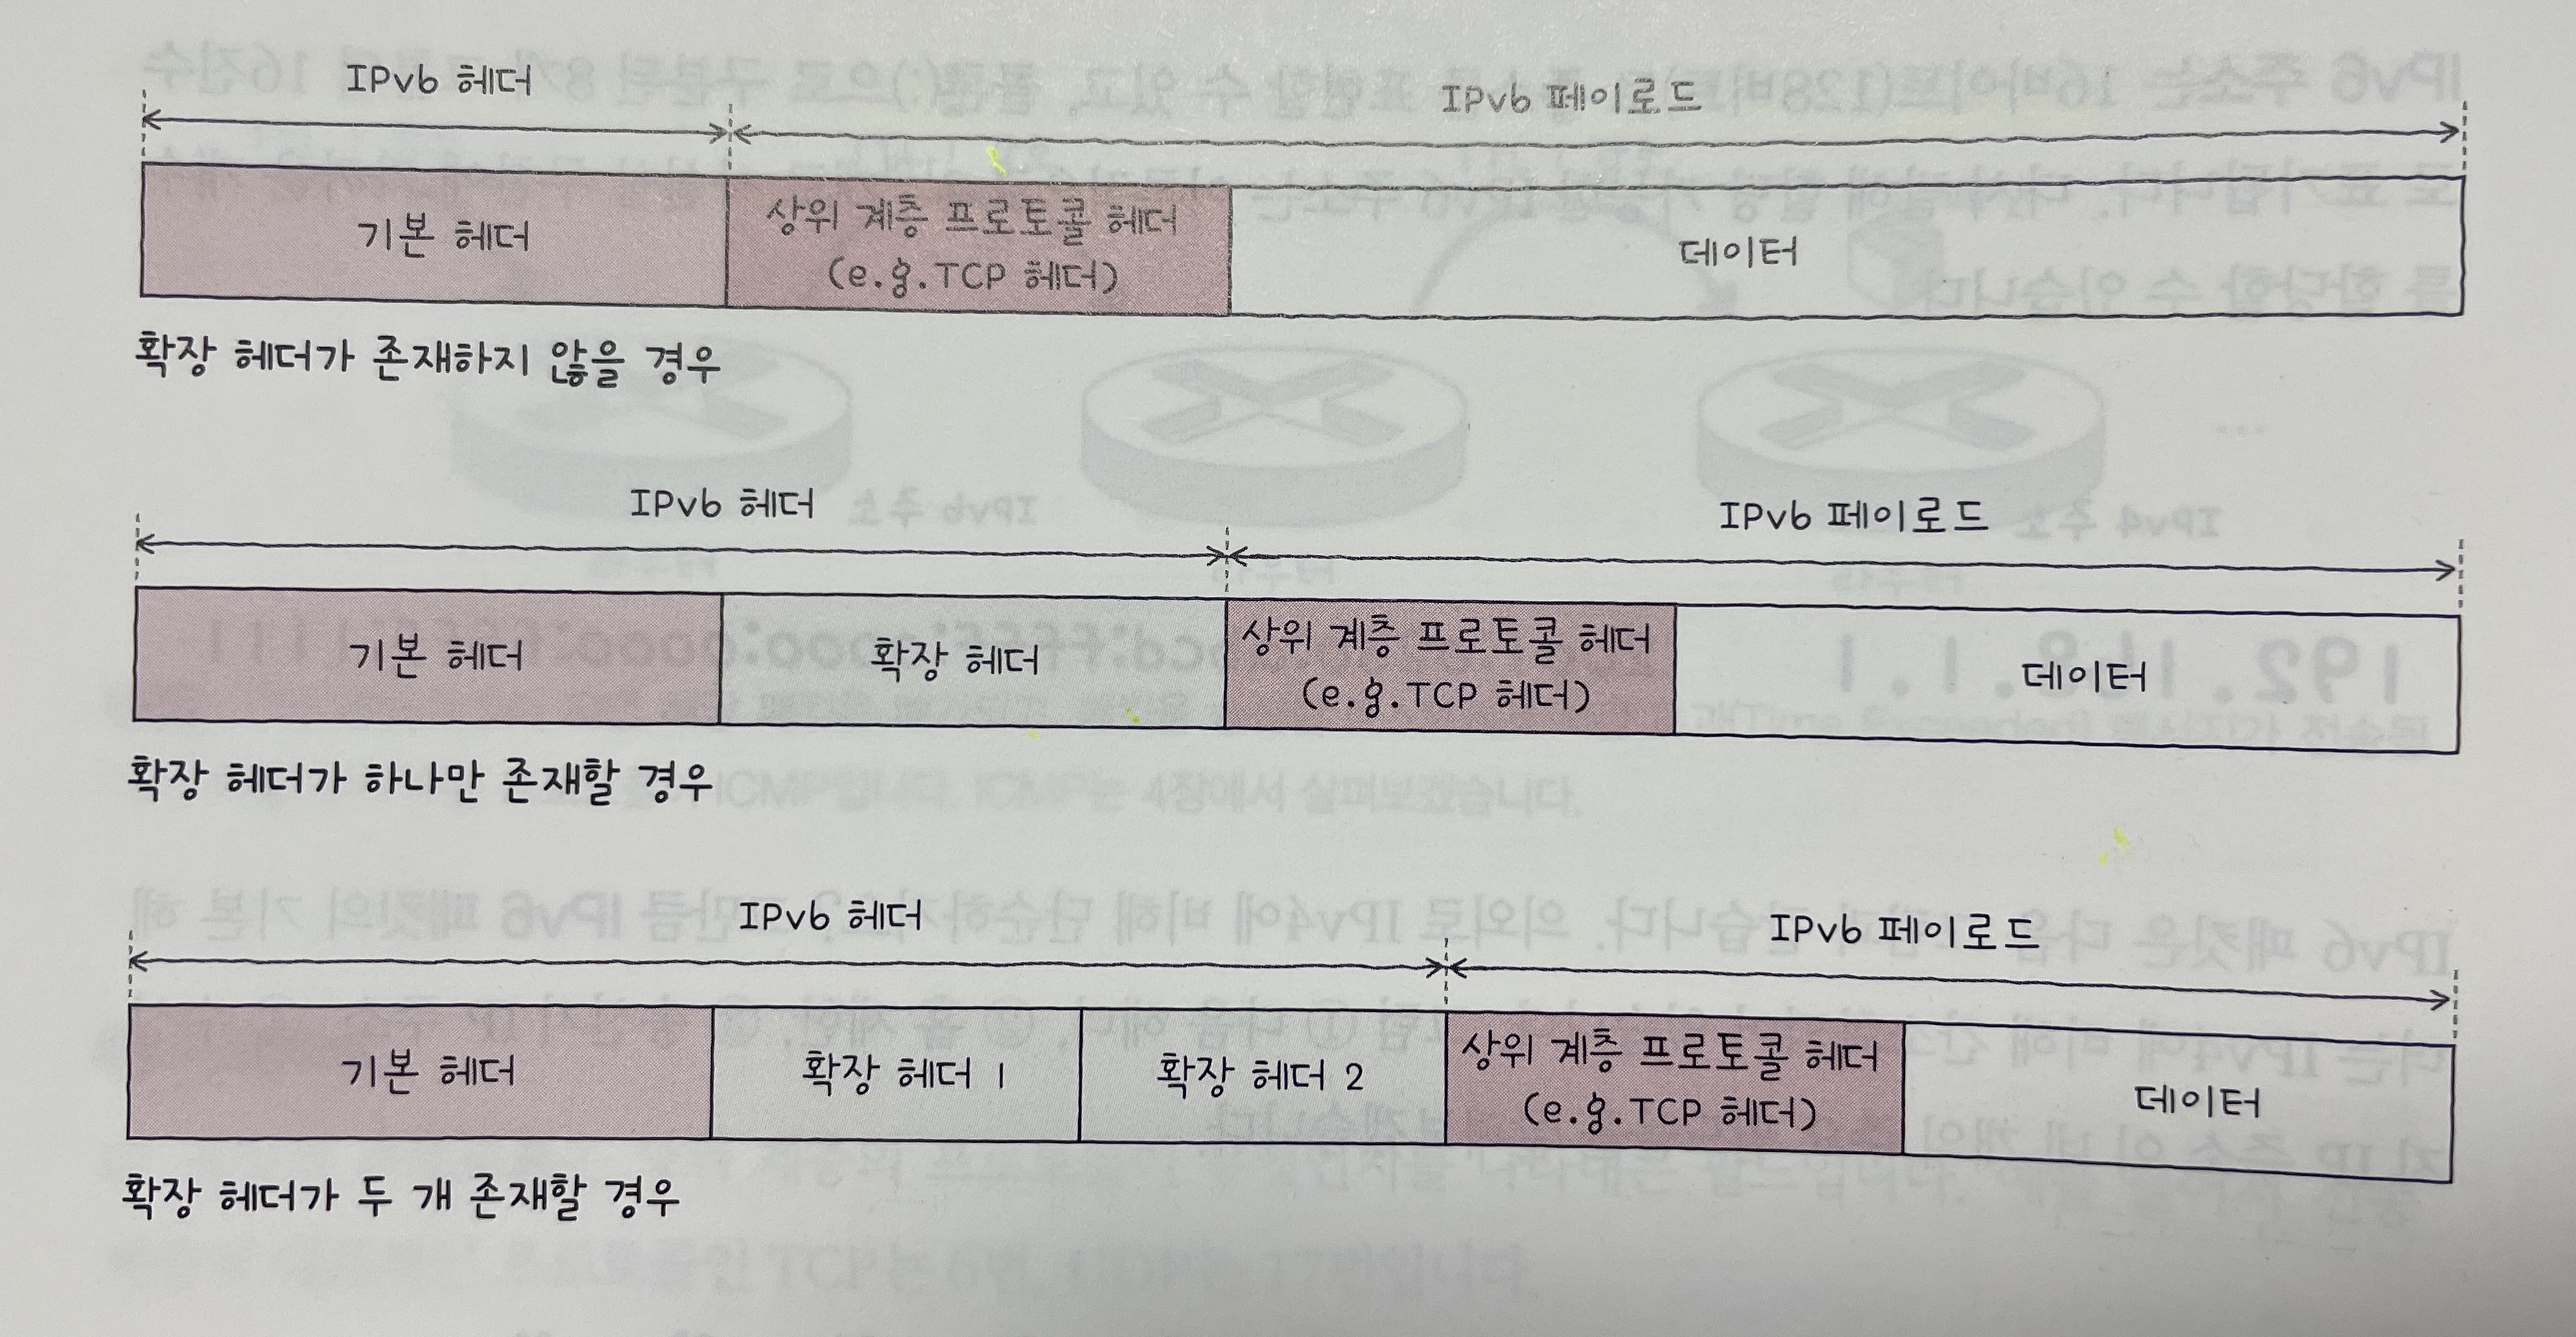 IPv6 헤더
IPv6 페이로드
기본 헤더
상위 계층 프로토콜 헤더
(e.g.TCP 헤더)
데이터
확장 헤더가 존재하지 않을 경우
IPv6 헤더
IPv6 페이로드
기본 헤더
확장 헤더
상위 계층 프로토콜 헤더
(e.g.TCP 헤더)
데이터
확장 헤더가 하나만 존재할 경우
IPv6 헤더
IPv6 페이로드
기본 헤더
확장 헤더 1
확장 헤더 2
상위 계층 프로토콜 헤더
(e.g.TCP 헤더)
데이터
확장 헤더가 두 개 존재할 경우